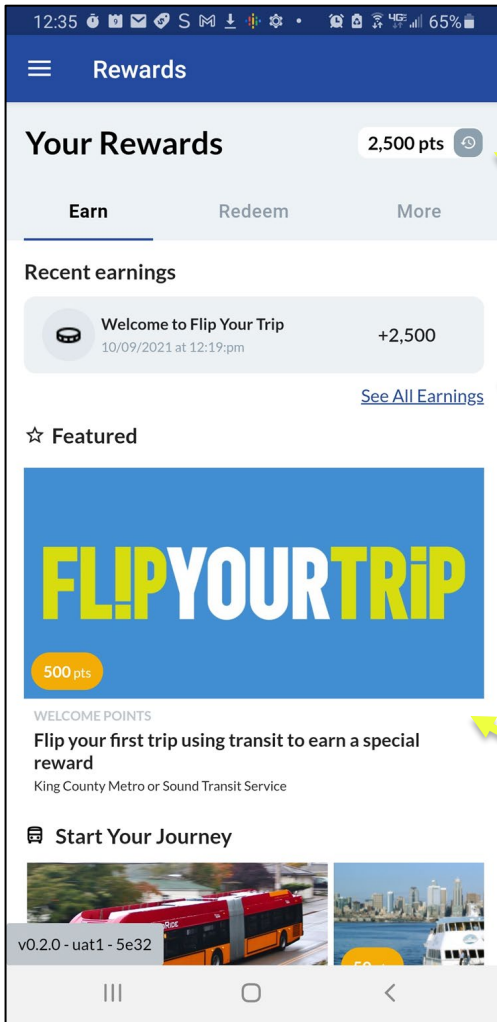 12:35 65%
Rewards
Your Rewards
2,500 pts
Earn Redeem More
Recent earnings
Welcome to Flip Your Trip
10/09/2021 at 12:19:pm
+2,500
See All Earnings
Featured
FL!PYOURTRiP
500 pts
WELCOME POINTS
Flip your first trip using transit to earn a special
reward
King County Metro or Sound Transit Service
Start Your Journey
v0.2.0 - uat1 - 5e32